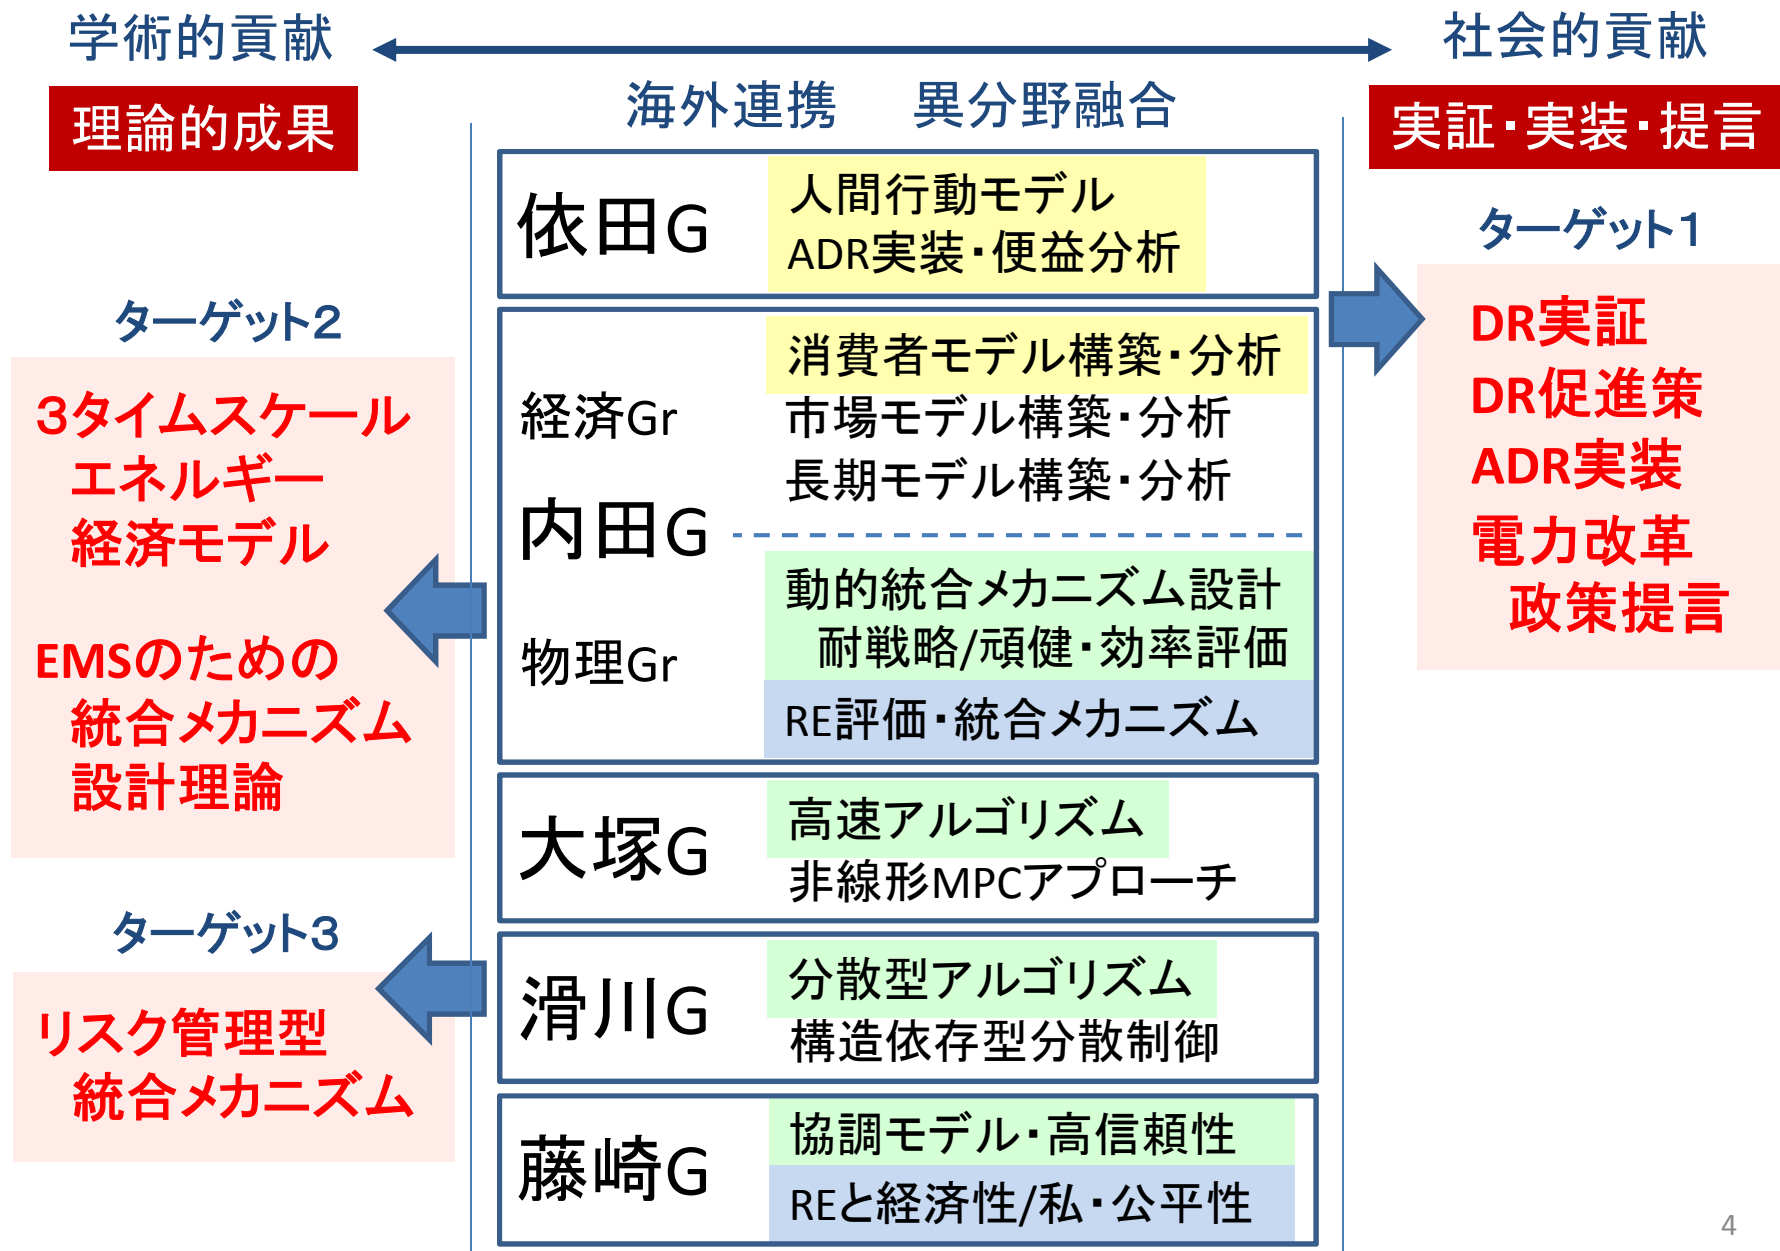 学術的貢献
社会的貢献
海外連携 異分野融合
理論的成果
実証・実装・提言
依田G
人間行動モデル
ADR実装・便益分析
ターゲット1
DR実証
DR促進策
ADR実装
電力改革
政策提言
ターゲット2
3タイムスケール
エネルギー
経済モデル
EMSのための
統合メカニズム
設計理論
経済Gr
内田G
物理Gr
消費者モデル構築・分析
市場モデル構築・分析
長期モデル構築・分析
動的統合メカニズム設計
耐戦略/頑健・効率評価
RE評価・統合メカニズム
大塚G
高速アルゴリズム
非線形MPCアプローチ
ターゲット3
リスク管理型
統合メカニズム
滑川G
分散型アルゴリズム
構造依存型分散制御
藤崎G
協調モデル・高信頼性
REと経済性/私・公平性
4